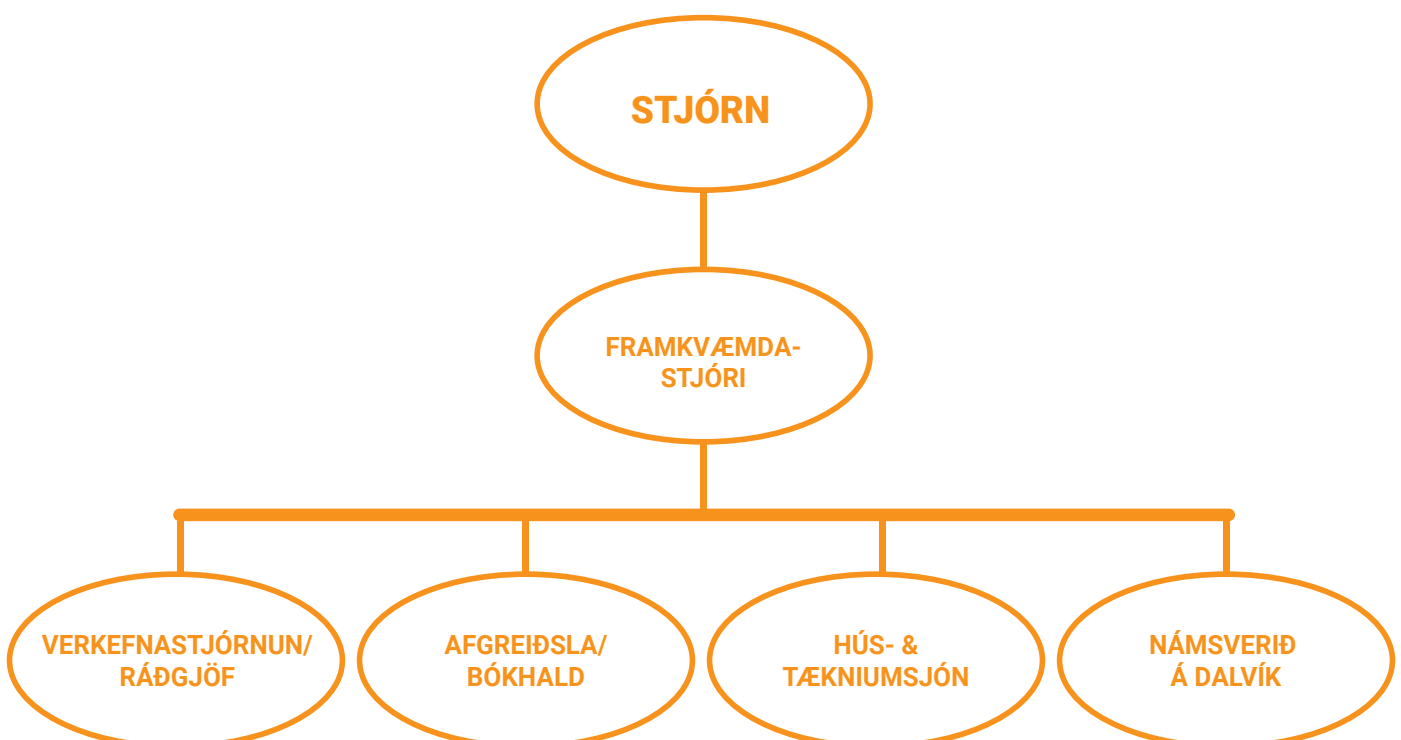 STJÓRN
FRAMKVÆMDA-
STJÓRI
VERKEFNASTJÓRNUN/
RÁÐGJÖF
AFGREIÐSLA/
BÓKHALD
HÚS- &
TÆKNIUMSJÓN
NÁMSVERIÐ
Á DALVÍK